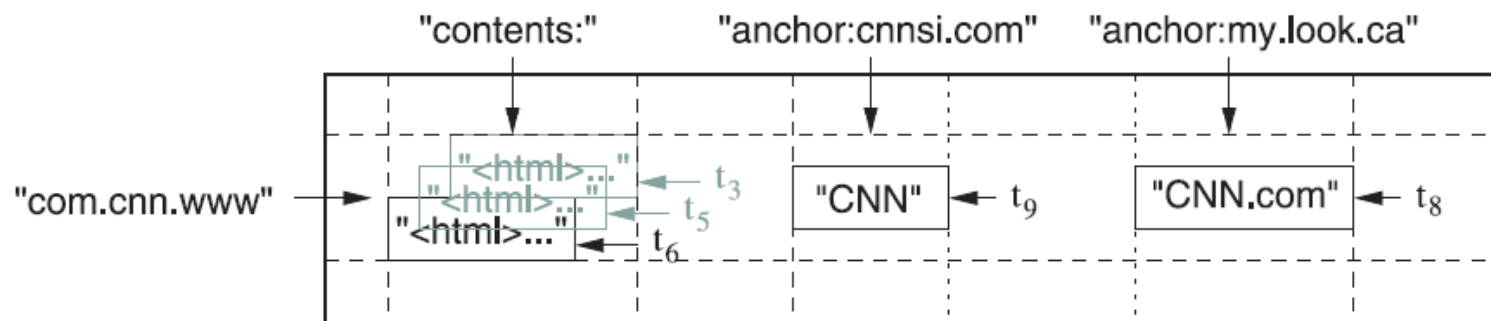 "contents:" "anchor:cnnsi.com" "anchor:my.look.ca"
"<html>..." t3
"com.cnn.www" "<html>..." t5 "CNN" t9 "CNN.com" t8
"<html>..." t6